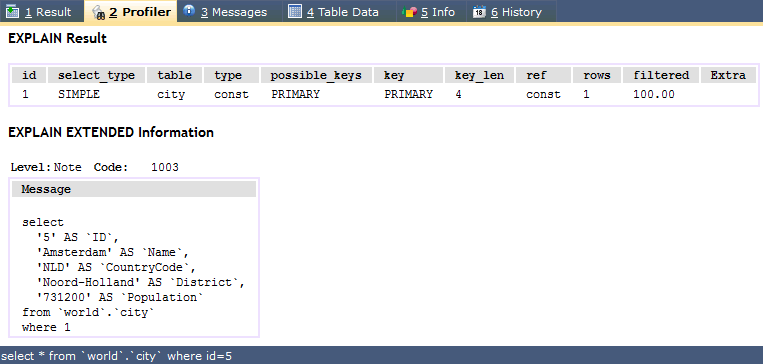 1 Result 2 Profiler 3 Messages 4 Table Data 5 Info 6 History
EXPLAIN Result
id select_type table type possible_keys key key_len ref rows filtered Extra
1 SIMPLE city const PRIMARY PRIMARY 4 const 1 100.00
EXPLAIN EXTENDED Information
Level: Note Code: 1003
Message
select
'5' AS `ID`,
'Amsterdam' AS `Name`,
'NLD' AS `CountryCode`,
'Noord-Holland' AS `District`,
'731200' AS `Population`
from `world`.`city`
where 1
select * from `world`.`city` where id=5